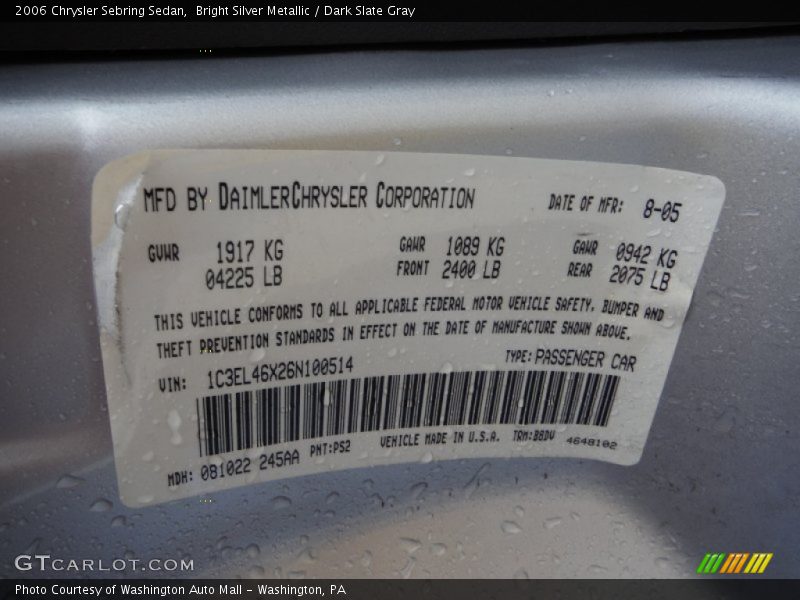 2006 Chrysler Sebring Sedan, Bright Silver Metallic / Dark Slate Gray
MFD BY DAIMLERCHRYSLER CORPORATION DATE OF MFR: 8-05
GVWR 1917 KG GAWR 1089 KG GAWR 0942 KG
04225 LB FRONT 2400 LB REAR 2075 LB
THIS VEHICLE CONFORMS TO ALL APPLICABLE FEDERAL MOTOR VEHICLE SAFETY, BUMPER AND
THEFT PREVENTION STANDARDS IN EFFECT ON THE DATE OF MANUFACTURE SHOWN ABOVE.
VIN: 1C3EL46X26N100514 TYPE: PASSENGER CAR
MDH: 081022 245AA PNT:PS2 VEHICLE MADE IN U.S.A. TRM:B8DV 4648102
GTCARLOT.COM
Photo Courtesy of Washington Auto Mall - Washington, PA